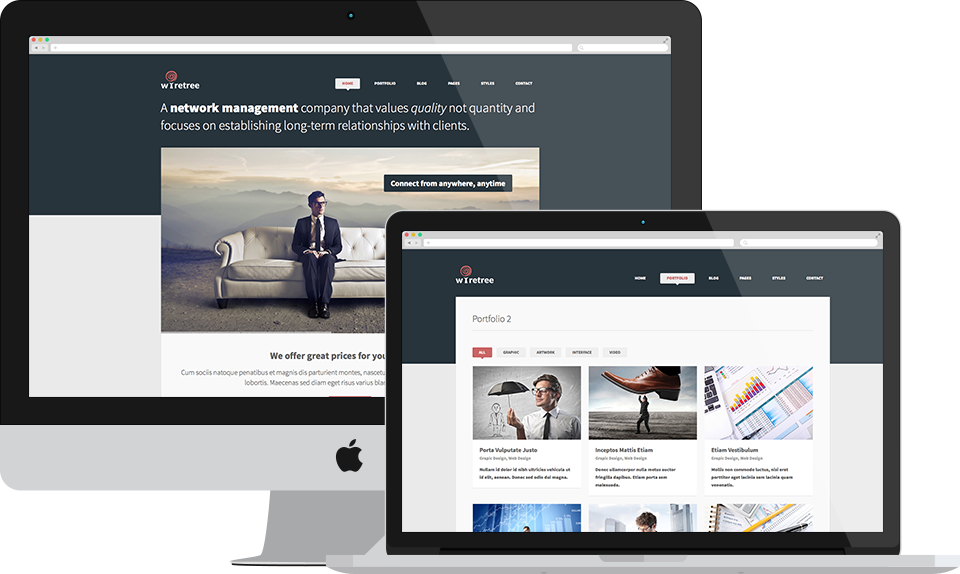 wiretree
HOME PORTFOLIO BLOG PAGES STYLES CONTACT
A network management company that values quality not quantity and
focuses on establishing long-term relationships with clients.
Connect from anywhere, anytime
We offer great prices for you
Cum sociis natoque penatibus et magnis dis parturient montes, nascetu
lobortis. Maecenas sed diam eget risus varius blan
wiretree
HOME PORTFOLIO BLOG PAGES STYLES CONTACT
Portfolio 2
ALL GRAPHIC ARTWORK INTERFACE VIDEO
Porta Vulputate Justo
Grapic Design, Web Design
Nullam id dolor id nibh ultricies vehicula ut
id elit, aenean. Donec sed odio dui magna.
Inceptos Mattis Etiam
Grapic Design, Web Design
Donec ullamcorper nulla metus auctor
fringilla dapibus. Etiam porta sem
malesuada.
Etiam Vestibulum
Grapic Design, Web Design
Mollis non commodo luctus, nisi erat
porttitor eget lacinia sem lacinia quam
venenatis.